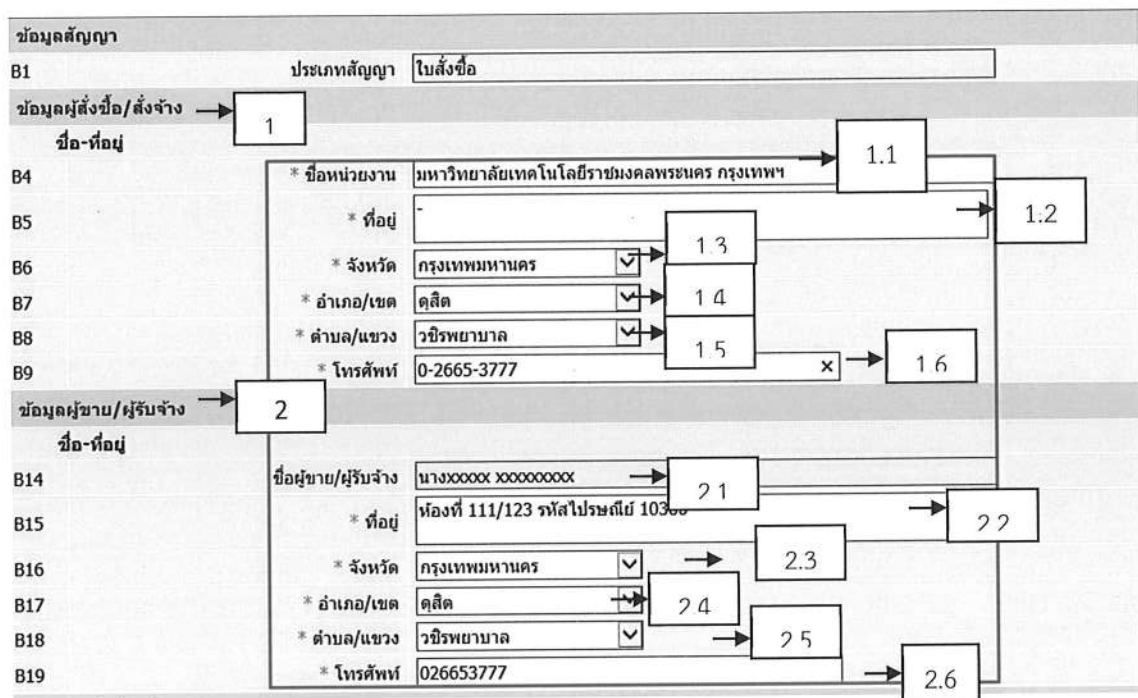 ข้อมูลสัญญา
B1 ประเภทสัญญา ใบสั่งซื้อ
ข้อมูลผู้สั่งซื้อ/สั่งจ้าง 1
ชื่อ-ที่อยู่
1.1
B4 * ชื่อหน่วยงาน มหาวิทยาลัยเทคโนโลยีราชมงคลพระนคร กรุงเทพฯ
B5 * ที่อยู่ - 1.2
B6 * จังหวัด กรุงเทพมหานคร 1.3
B7 * อำเภอ/เขต ดุสิต 1.4
B8 * ตำบล/แขวง วชิรพยาบาล 1.5
B9 * โทรศัพท์ 0-2665-3777 × 1.6
ข้อมูลผู้ขาย/ผู้รับจ้าง 2
ชื่อ-ที่อยู่
B14 ชื่อผู้ขาย/ผู้รับจ้าง นางxxxxx xxxxxxxxx 2.1
B15 * ที่อยู่ ห้องที่ 111/123 รหัสไปรษณีย์ 10300 2.2
B16 * จังหวัด กรุงเทพมหานคร 2.3
B17 * อำเภอ/เขต ดุสิต 2.4
B18 * ตำบล/แขวง วชิรพยาบาล 2.5
B19 * โทรศัพท์ 026653777 2.6